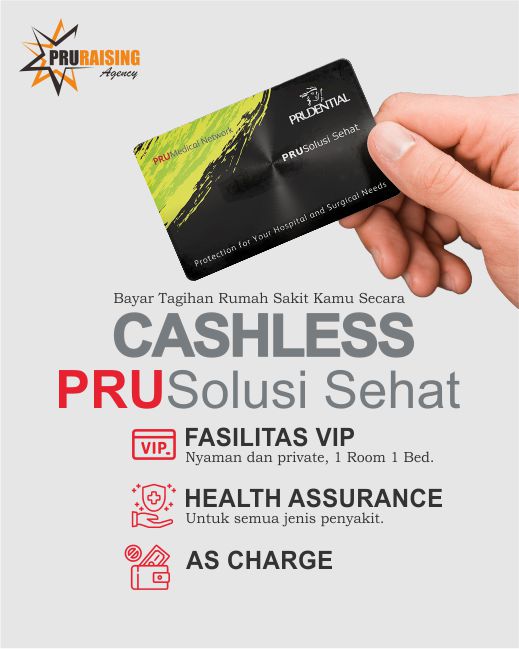 PRURAISING
Agency
PRUMedical Network
PRUDENTIAL
PRUSolusi Sehat
Protection for Your Hospital and Surgical Needs
Bayar Tagihan Rumah Sakit Kamu Secara
CASHLESS
PRUSolusi Sehat
VIP
FASILITAS VIP
Nyaman dan private, 1 Room 1 Bed.
HEALTH ASSURANCE
Untuk semua jenis penyakit.
AS CHARGE